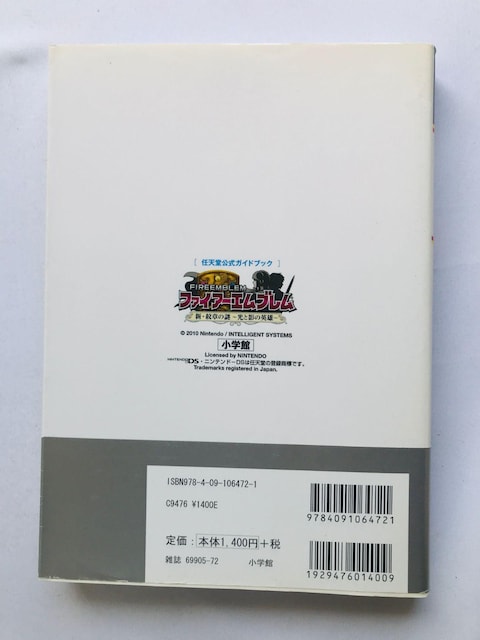 [ 任天堂公式ガイドブック ]
FIREEMBLEM
ファイアーエムブレム
新・紋章の謎 ～光と影の英雄～
© 2010 Nintendo / INTELLIGENT SYSTEMS
小学館
Licensed by NINTENDO
NINTENDO DS・ニンテンドーDSは任天堂の登録商標です。
Trademarks registered in Japan.
ISBN978-4-09-106472-1
C9476 ¥1400E
9784091064721
定価：本体1,400円+税
雑誌 69905-72 小学館
1929476014009